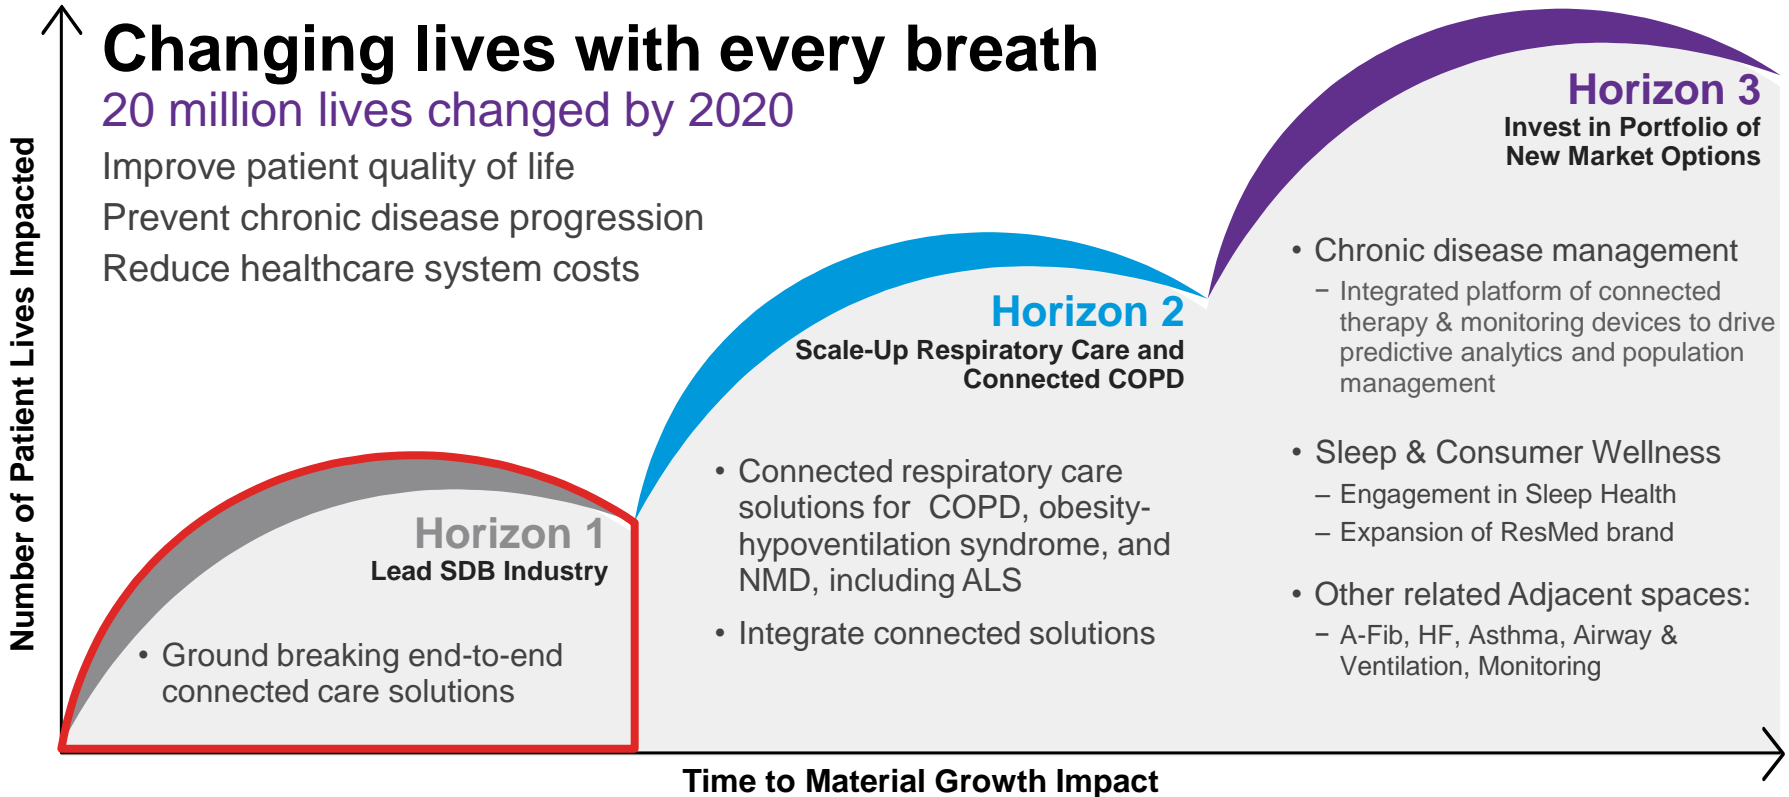 Changing lives with every breath
20 million lives changed by 2020
Improve patient quality of life
Prevent chronic disease progression
Reduce healthcare system costs
Number of Patient Lives Impacted
Horizon 1
Lead SDB Industry
• Ground breaking end-to-end
connected care solutions
Horizon 2
Scale-Up Respiratory Care and
Connected COPD
• Connected respiratory care
solutions for COPD, obesity-
hypoventilation syndrome, and
NMD, including ALS
• Integrate connected solutions
Horizon 3
Invest in Portfolio of
New Market Options
• Chronic disease management
− Integrated platform of connected
therapy & monitoring devices to drive
predictive analytics and population
management
• Sleep & Consumer Wellness
– Engagement in Sleep Health
– Expansion of ResMed brand
• Other related Adjacent spaces:
− A-Fib, HF, Asthma, Airway &
Ventilation, Monitoring
Time to Material Growth Impact